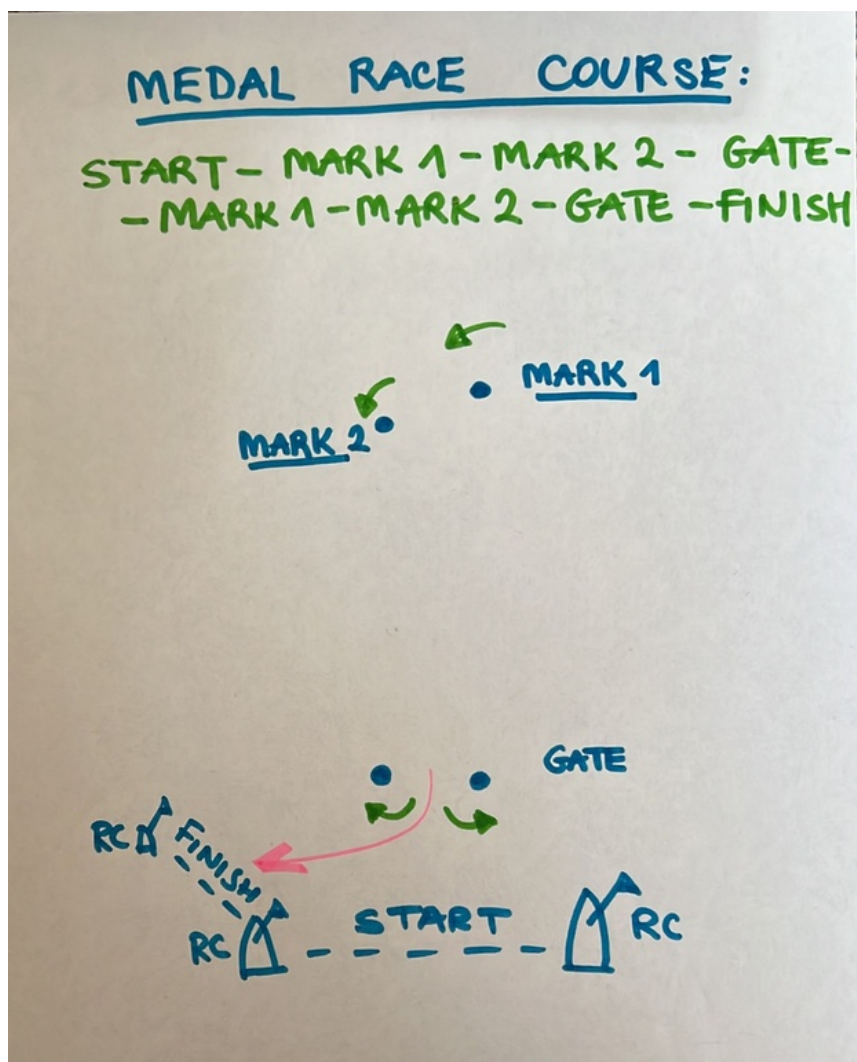 MEDAL RACE COURSE:
START - MARK 1 - MARK 2 - GATE -
- MARK 1 - MARK 2 - GATE - FINISH
MARK 1
MARK 2
GATE
RC FINISH
RC START RC